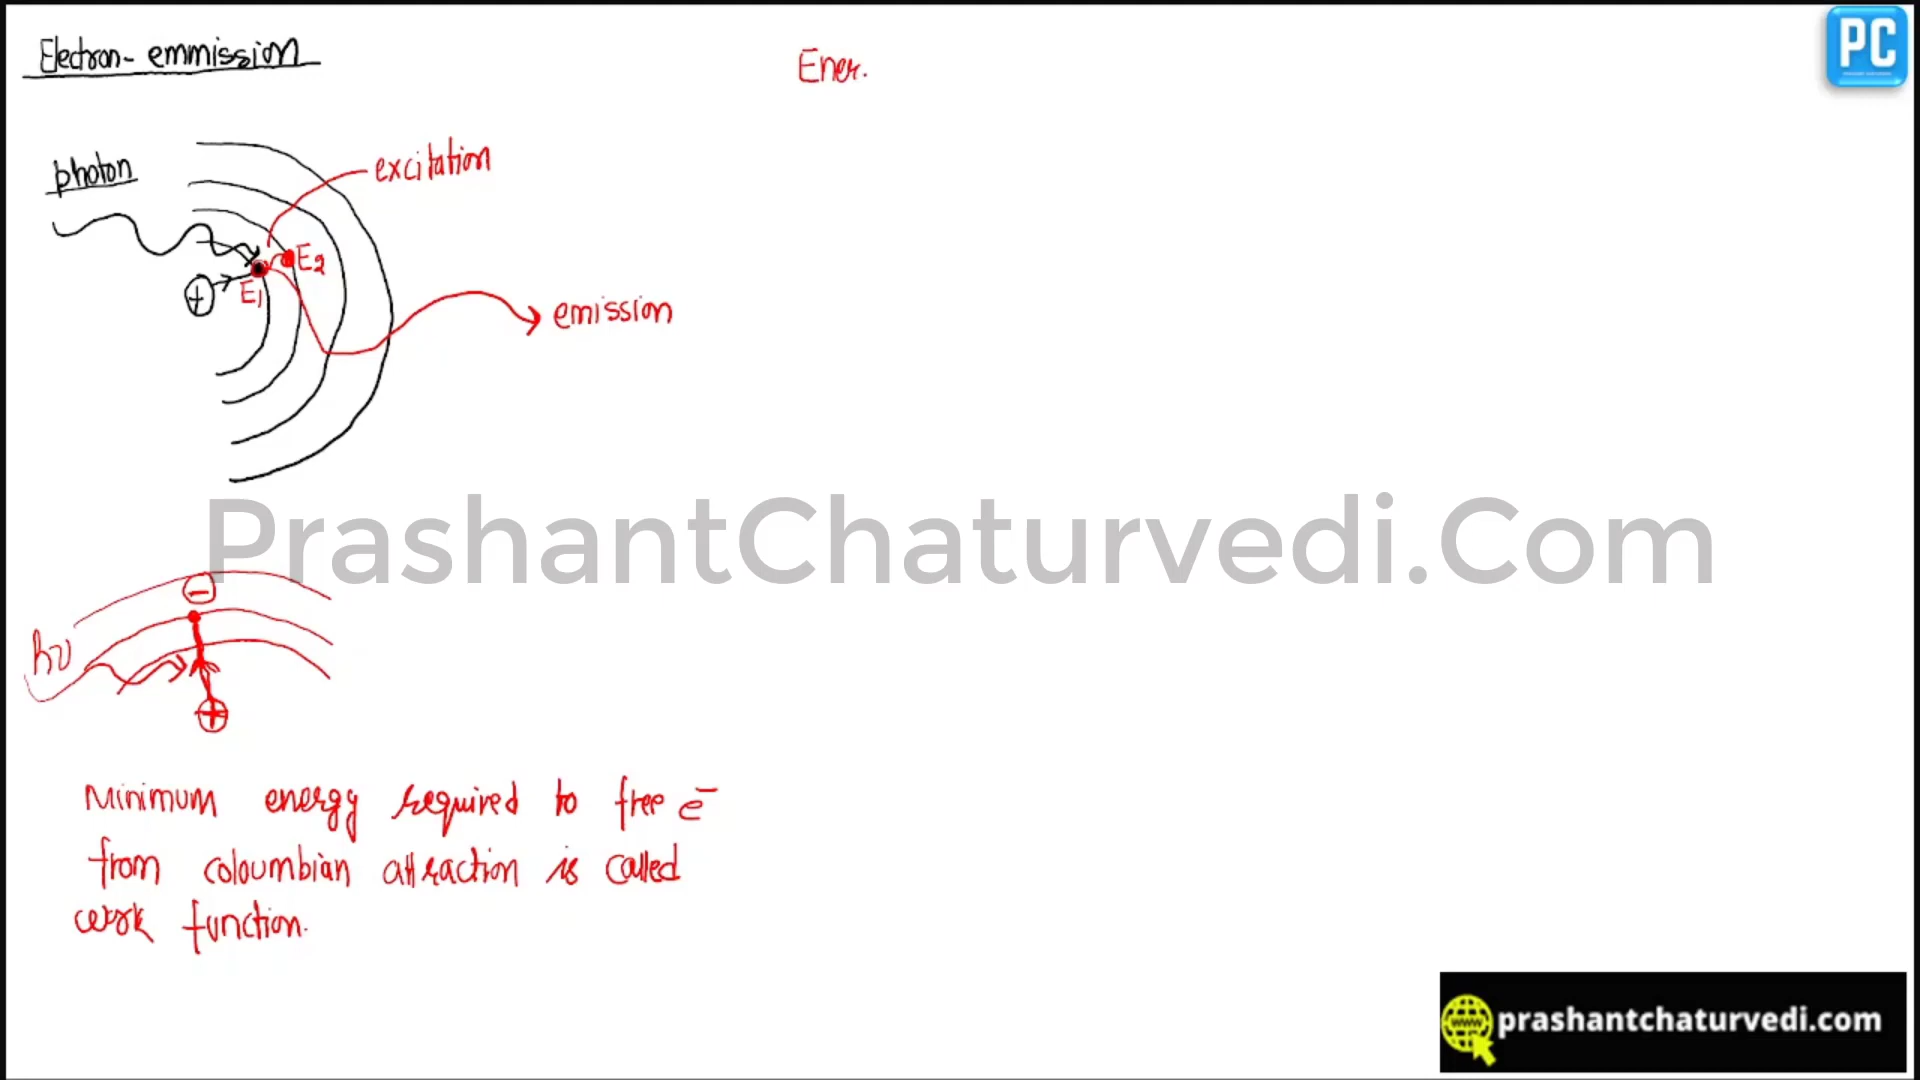 Electron- emmission
Ener.
PC
photon
excitation
E2
+
E1
emission
PrashantChaturvedi.Com
−
hν
+
Minimum energy required to free e⁻
from coloumbian attraction is called
work function.
www
prashantchaturvedi.com